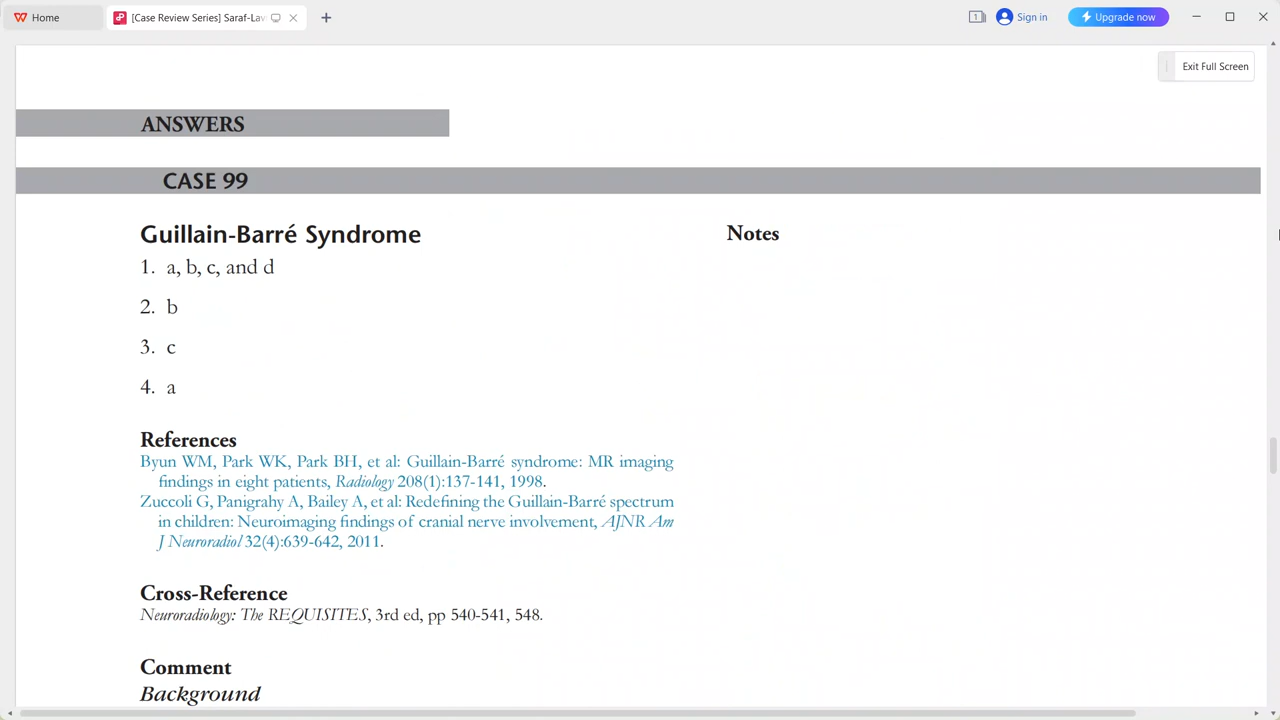 Home
[Case Review Series] Saraf-Lav
1
Sign in
Upgrade now
Exit Full Screen
ANSWERS
CASE 99
Guillain-Barré Syndrome
1. a, b, c, and d
2. b
3. c
4. a
References
Byun WM, Park WK, Park BH, et al: Guillain-Barré syndrome: MR imaging
findings in eight patients, Radiology 208(1):137-141, 1998.
Zuccoli G, Panigrahy A, Bailey A, et al: Redefining the Guillain-Barré spectrum
in children: Neuroimaging findings of cranial nerve involvement, AJNR Am
J Neuroradiol 32(4):639-642, 2011.
Cross-Reference
Neuroradiology: The REQUISITES, 3rd ed, pp 540-541, 548.
Comment
Background
Notes